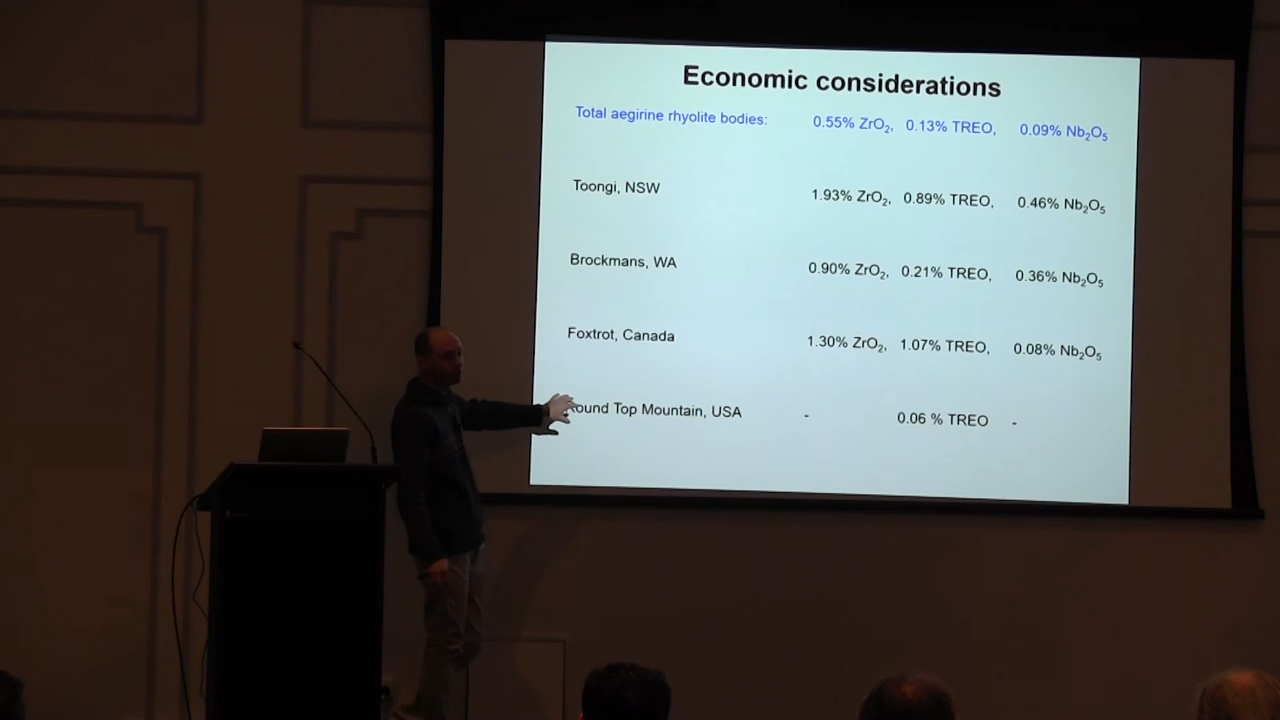 Economic considerations
Total aegirine rhyolite bodies: 0.55% ZrO₂, 0.13% TREO, 0.09% Nb₂O₅
Toongi, NSW 1.93% ZrO₂, 0.89% TREO, 0.46% Nb₂O₅
Brockmans, WA 0.90% ZrO₂, 0.21% TREO, 0.36% Nb₂O₅
Foxtrot, Canada 1.30% ZrO₂, 1.07% TREO, 0.08% Nb₂O₅
Round Top Mountain, USA - 0.06 % TREO -